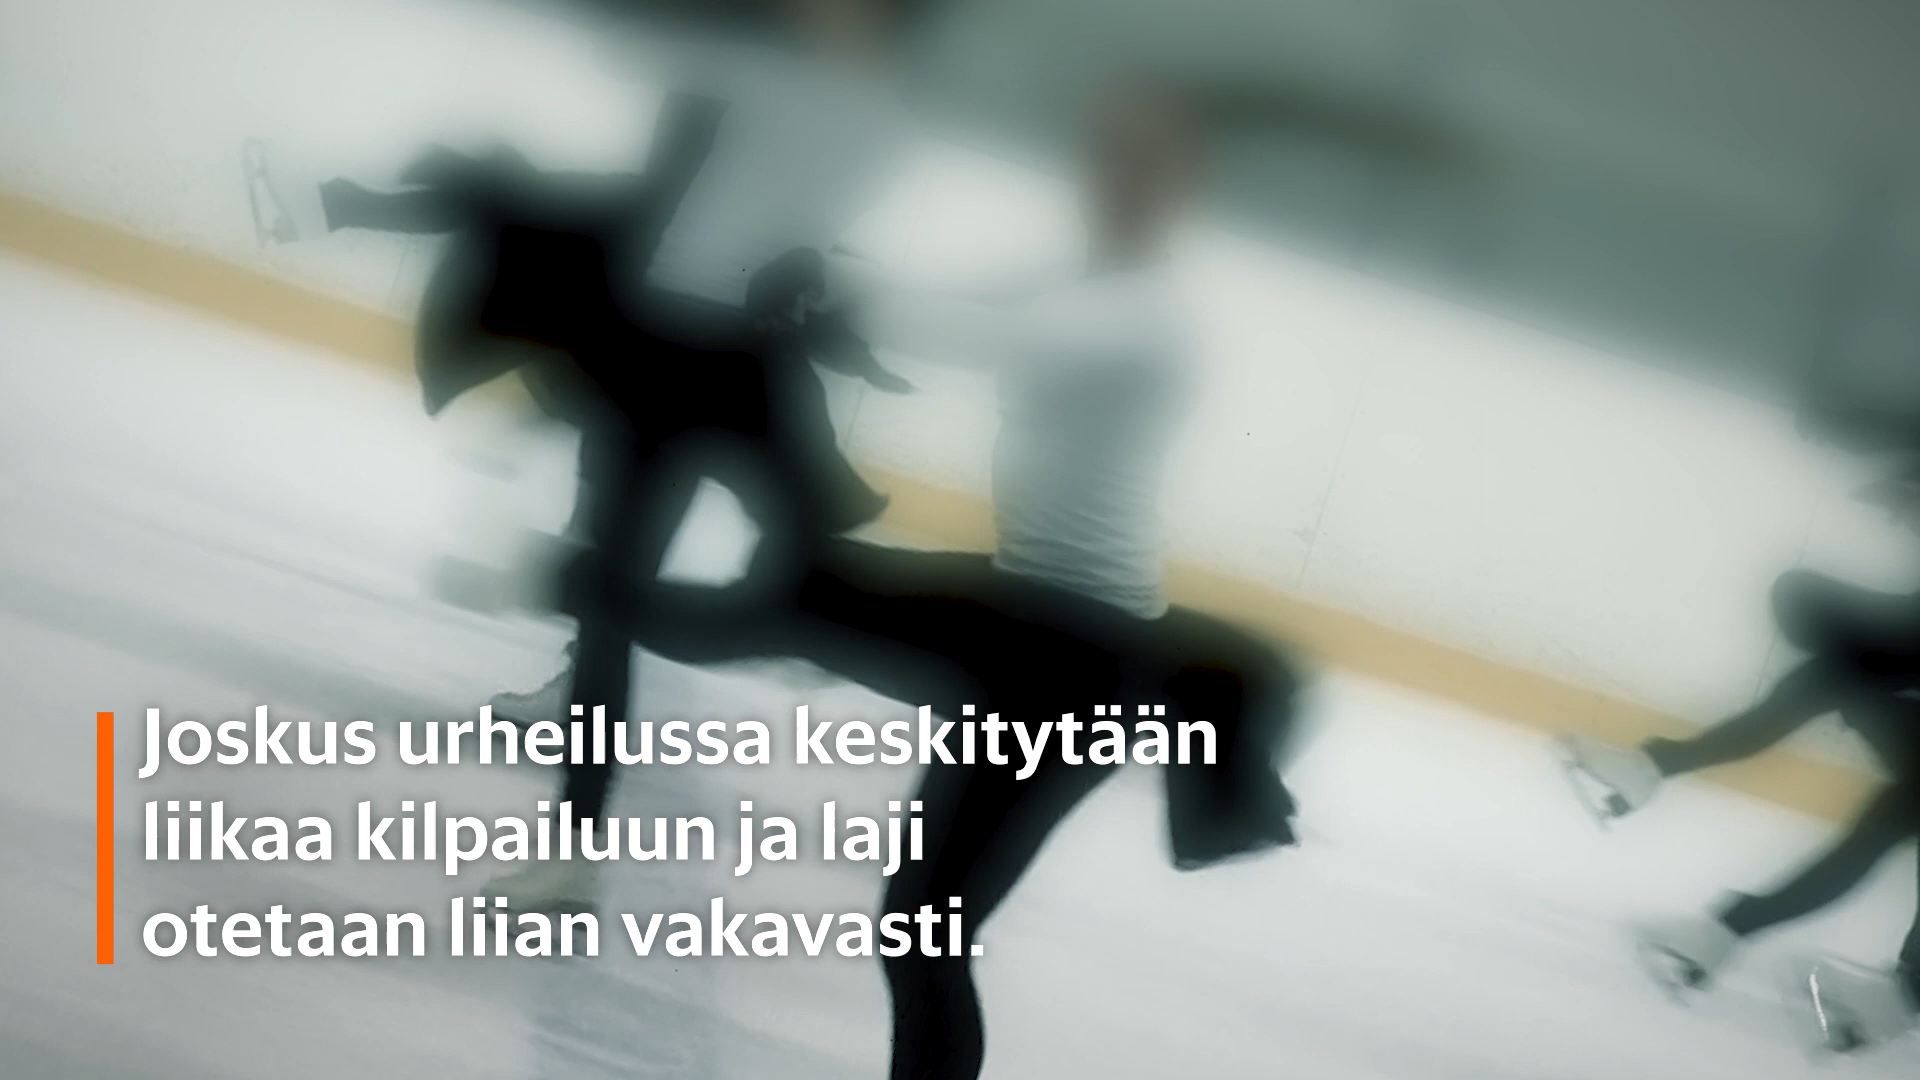 Joskus urheilussa keskitytään
liikaa kilpailuun ja laji
otetaan liian vakavasti.